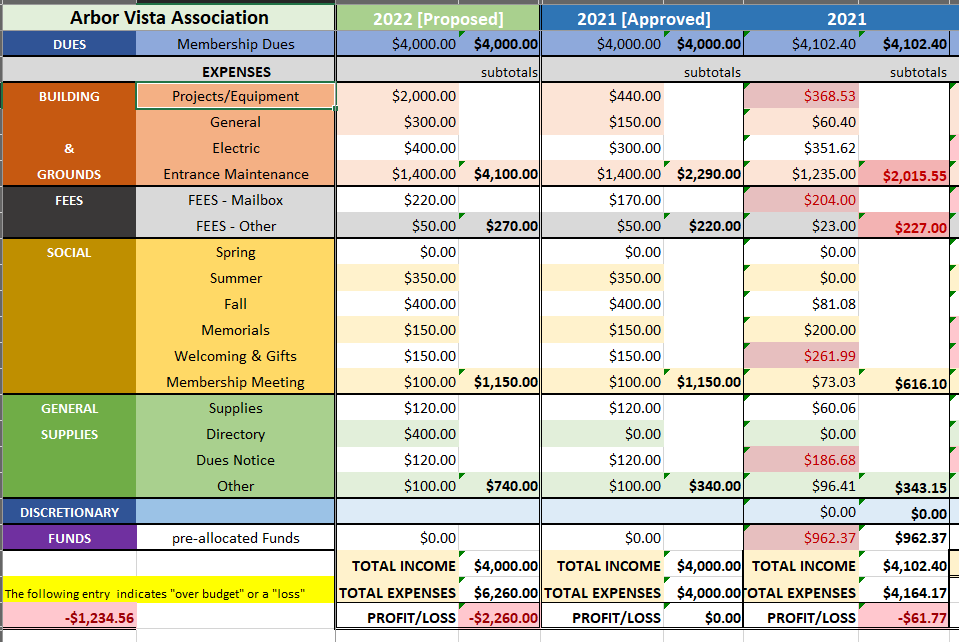 Arbor Vista Association 2022 [Proposed] 2021 [Approved] 2021
DUES Membership Dues $4,000.00 $4,000.00 $4,000.00 $4,000.00 $4,102.40 $4,102.40
EXPENSES subtotals subtotals subtotals
BUILDING Projects/Equipment $2,000.00 $440.00 $368.53
General $300.00 $150.00 $60.40
& Electric $400.00 $300.00 $351.62
GROUNDS Entrance Maintenance $1,400.00 $4,100.00 $1,400.00 $2,290.00 $1,235.00 $2,015.55
FEES FEES - Mailbox $220.00 $170.00 $204.00
FEES - Other $50.00 $270.00 $50.00 $220.00 $23.00 $227.00
SOCIAL Spring $0.00 $0.00 $0.00
Summer $350.00 $350.00 $0.00
Fall $400.00 $400.00 $81.08
Memorials $150.00 $150.00 $200.00
Welcoming & Gifts $150.00 $150.00 $261.99
Membership Meeting $100.00 $1,150.00 $100.00 $1,150.00 $73.03 $616.10
GENERAL Supplies $120.00 $120.00 $60.06
SUPPLIES Directory $400.00 $0.00 $0.00
Dues Notice $120.00 $120.00 $186.68
Other $100.00 $740.00 $100.00 $340.00 $96.41 $343.15
DISCRETIONARY $0.00 $0.00
FUNDS pre-allocated Funds $0.00 $0.00 $962.37 $962.37
TOTAL INCOME $4,000.00 TOTAL INCOME $4,000.00 TOTAL INCOME $4,102.40
The following entry indicates "over budget" or a "loss" TOTAL EXPENSES $6,260.00 TOTAL EXPENSES $4,000.00 TOTAL EXPENSES $4,164.17
-$1,234.56 PROFIT/LOSS -$2,260.00 PROFIT/LOSS $0.00 PROFIT/LOSS -$61.77